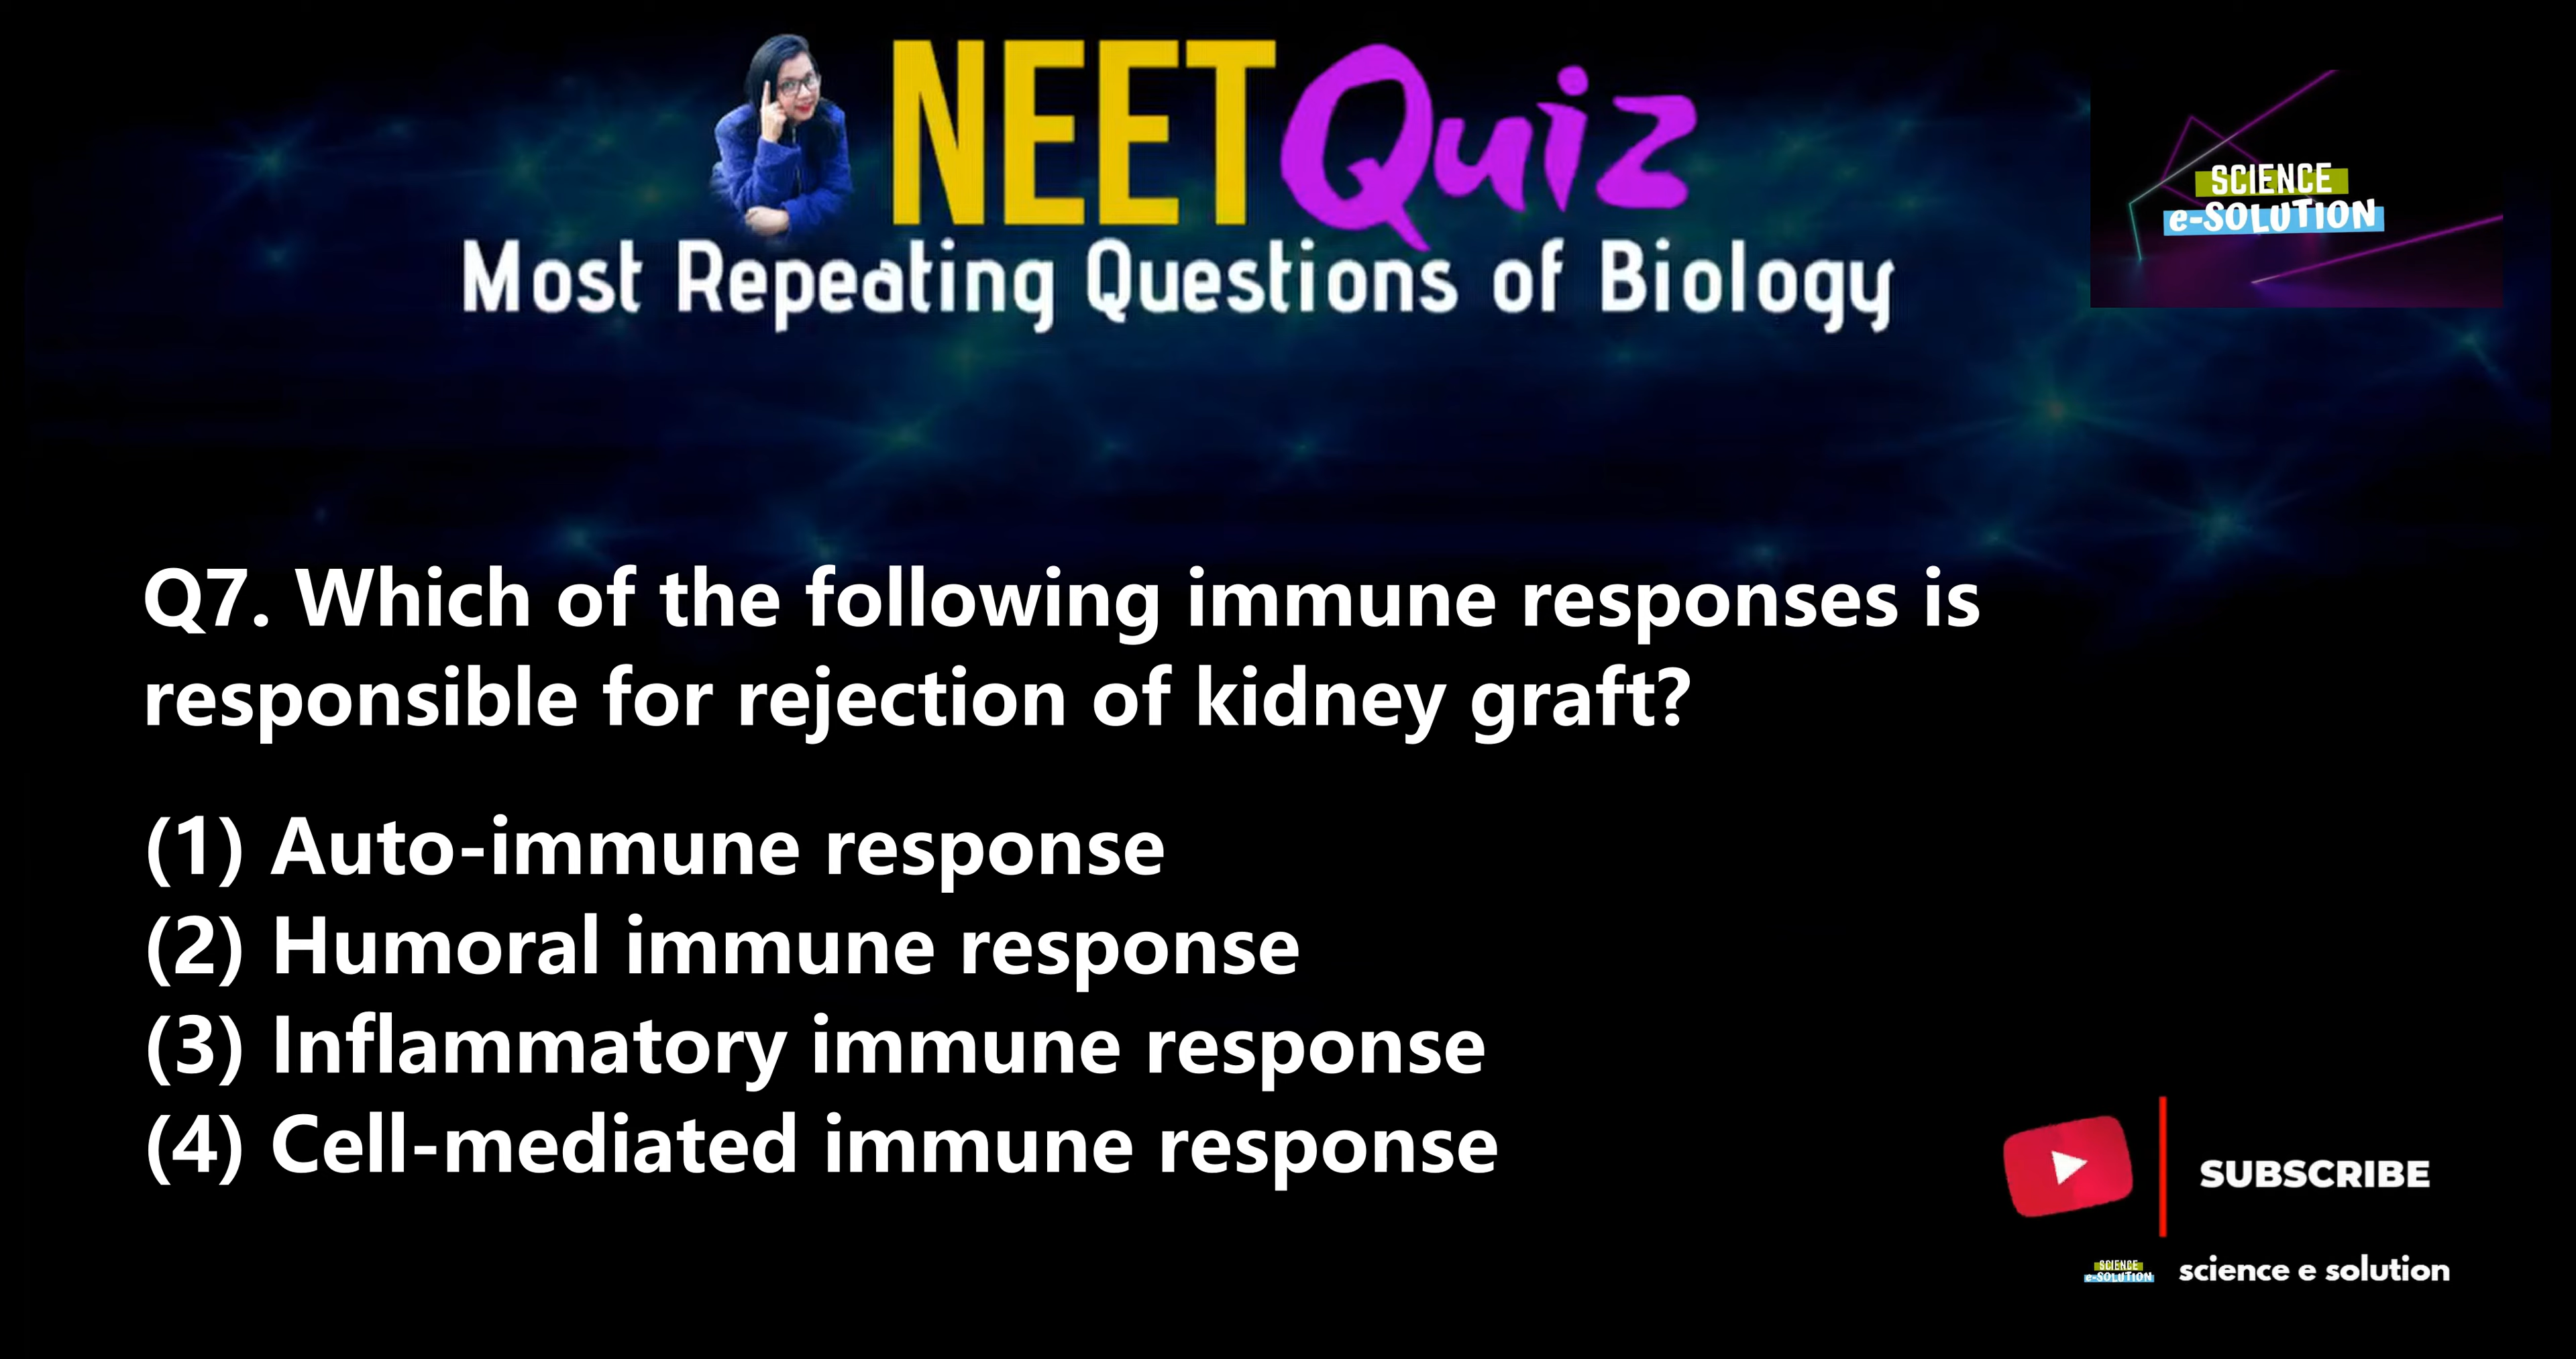 NEET Quiz
Most Repeating Questions of Biology
SCIENCE
e-SOLUTION
Q7. Which of the following immune responses is
responsible for rejection of kidney graft?
(1) Auto-immune response
(2) Humoral immune response
(3) Inflammatory immune response
(4) Cell-mediated immune response
SUBSCRIBE
SCIENCE
e-SOLUTION
science e solution